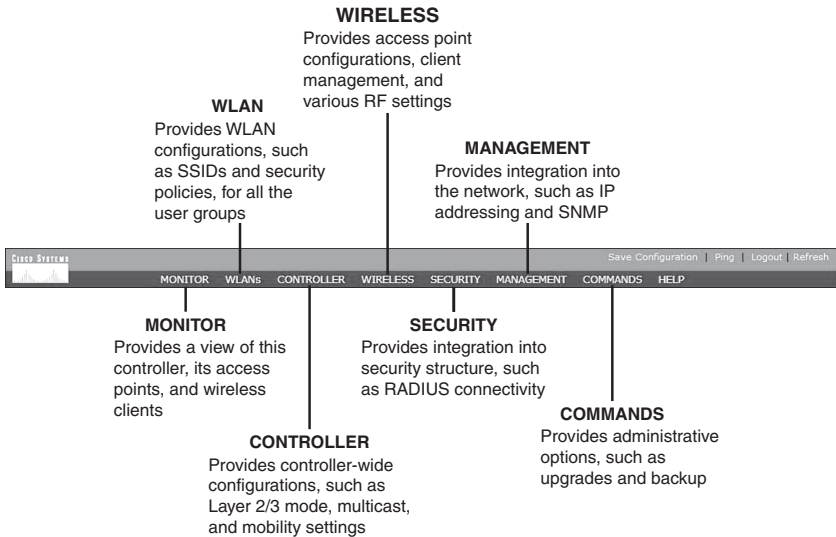 WIRELESS
Provides access point
configurations, client
management, and
various RF settings
WLAN
Provides WLAN
configurations, such
as SSIDs and security
policies, for all the
user groups
MANAGEMENT
Provides integration into
the network, such as IP
addressing and SNMP
CISCO SYSTEMS
Save Configuration | Ping | Logout | Refresh
MONITOR WLANs CONTROLLER WIRELESS SECURITY MANAGEMENT COMMANDS HELP
MONITOR
Provides a view of this
controller, its access
points, and wireless
clients
SECURITY
Provides integration into
security structure, such
as RADIUS connectivity
CONTROLLER
Provides controller-wide
configurations, such as
Layer 2/3 mode, multicast,
and mobility settings
COMMANDS
Provides administrative
options, such as
upgrades and backup